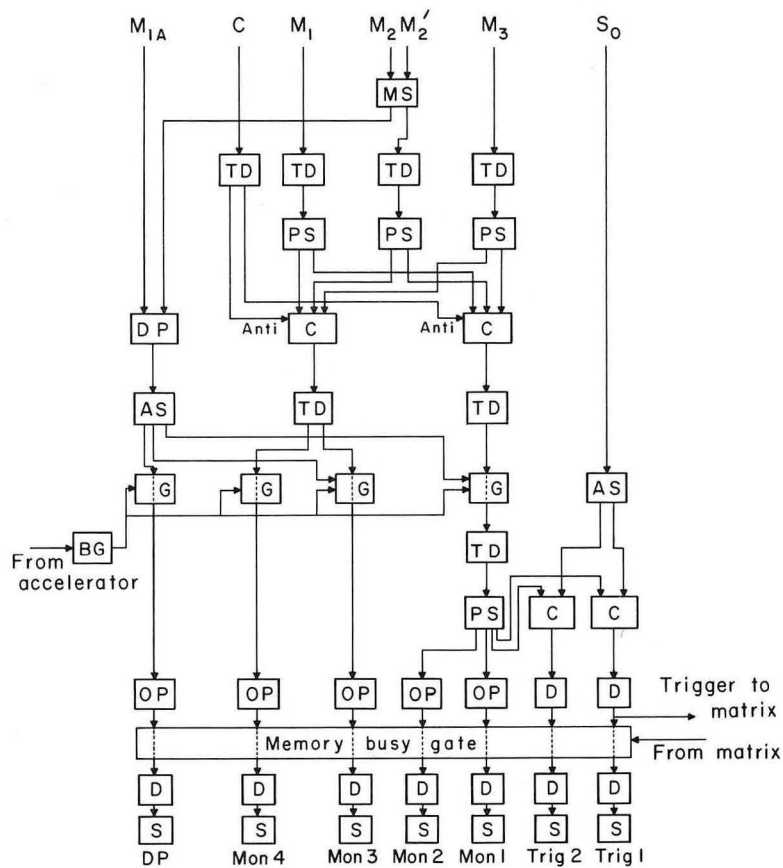 M1A C M1 M2 M2′ M3 S0
MS
TD TD TD TD
PS PS PS
DP Anti C Anti C
AS TD TD
G G G G AS
BG TD
From
accelerator
PS C C
OP OP OP OP OP D D
Trigger to
matrix
Memory busy gate
From matrix
D D D D D D D
S S S S S S S
DP Mon 4 Mon 3 Mon 2 Mon 1 Trig 2 Trig 1